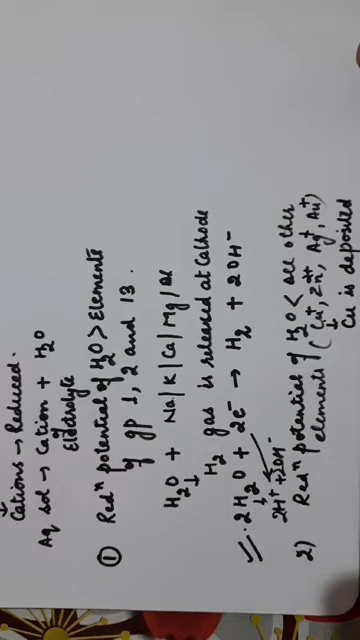 Cations → Reduced.
Aq sol → Cation + H₂O
↓
Electrolyte
① Redⁿ potential of H₂O > Elements
of gp 1, 2 and 13.
H₂O + Na|K|Ca|Mg|Al
↓
H₂ gas is released at Cathode
2H₂O + 2e⁻ → H₂ + 2OH⁻
↓
2H⁺ + 2OH⁻
2) Redⁿ potential of H₂O < all other
elements (Cu⁺, Zn⁺⁺, Ag⁺, Au⁺)
↓
Cu is deposited